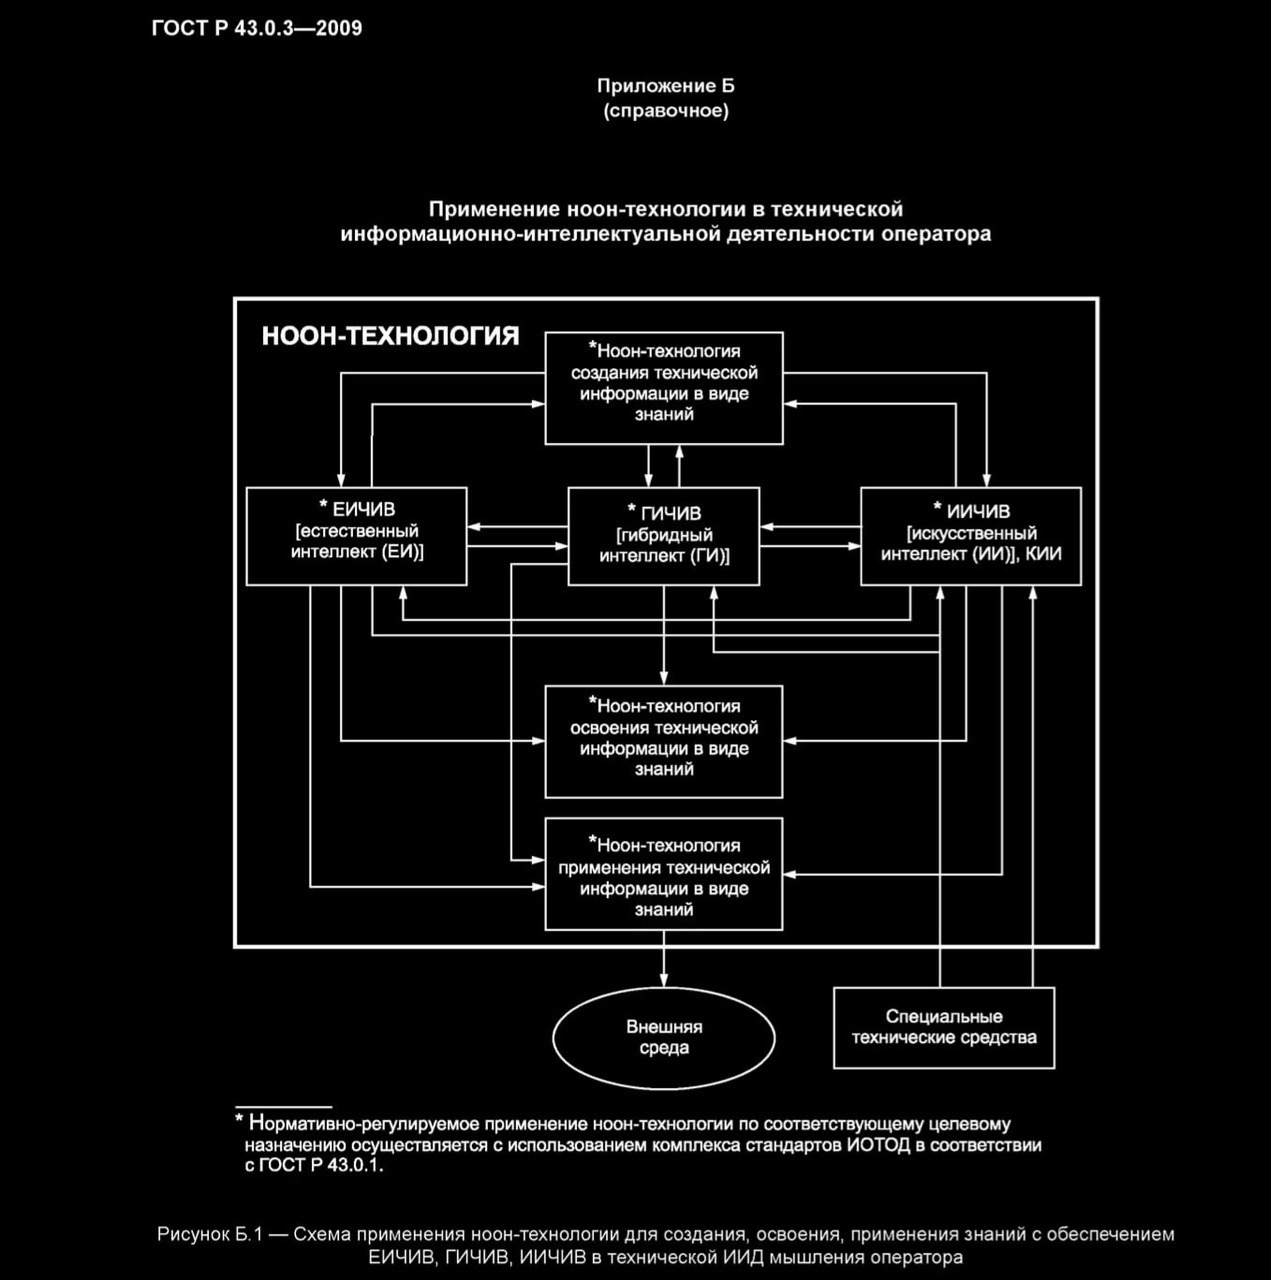 ГОСТ Р 43.0.3—2009
Приложение Б
(справочное)
Применение ноон-технологии в технической
информационно-интеллектуальной деятельности оператора
НООН-ТЕХНОЛОГИЯ
*Ноон-технология
создания технической
информации в виде
знаний
* ЕИЧИВ
[естественный
интеллект (ЕИ)]
* ГИЧИВ
[гибридный
интеллект (ГИ)]
* ИИЧИВ
[искусственный
интеллект (ИИ)], КИИ
*Ноон-технология
освоения технической
информации в виде
знаний
*Ноон-технология
применения технической
информации в виде
знаний
Внешняя
среда
Специальные
технические средства
* Нормативно-регулируемое применение ноон-технологии по соответствующему целевому
назначению осуществляется с использованием комплекса стандартов ИОТОД в соответствии
с ГОСТ Р 43.0.1.
Рисунок Б.1 — Схема применения ноон-технологии для создания, освоения, применения знаний с обеспечением
ЕИЧИВ, ГИЧИВ, ИИЧИВ в технической ИИД мышления оператора